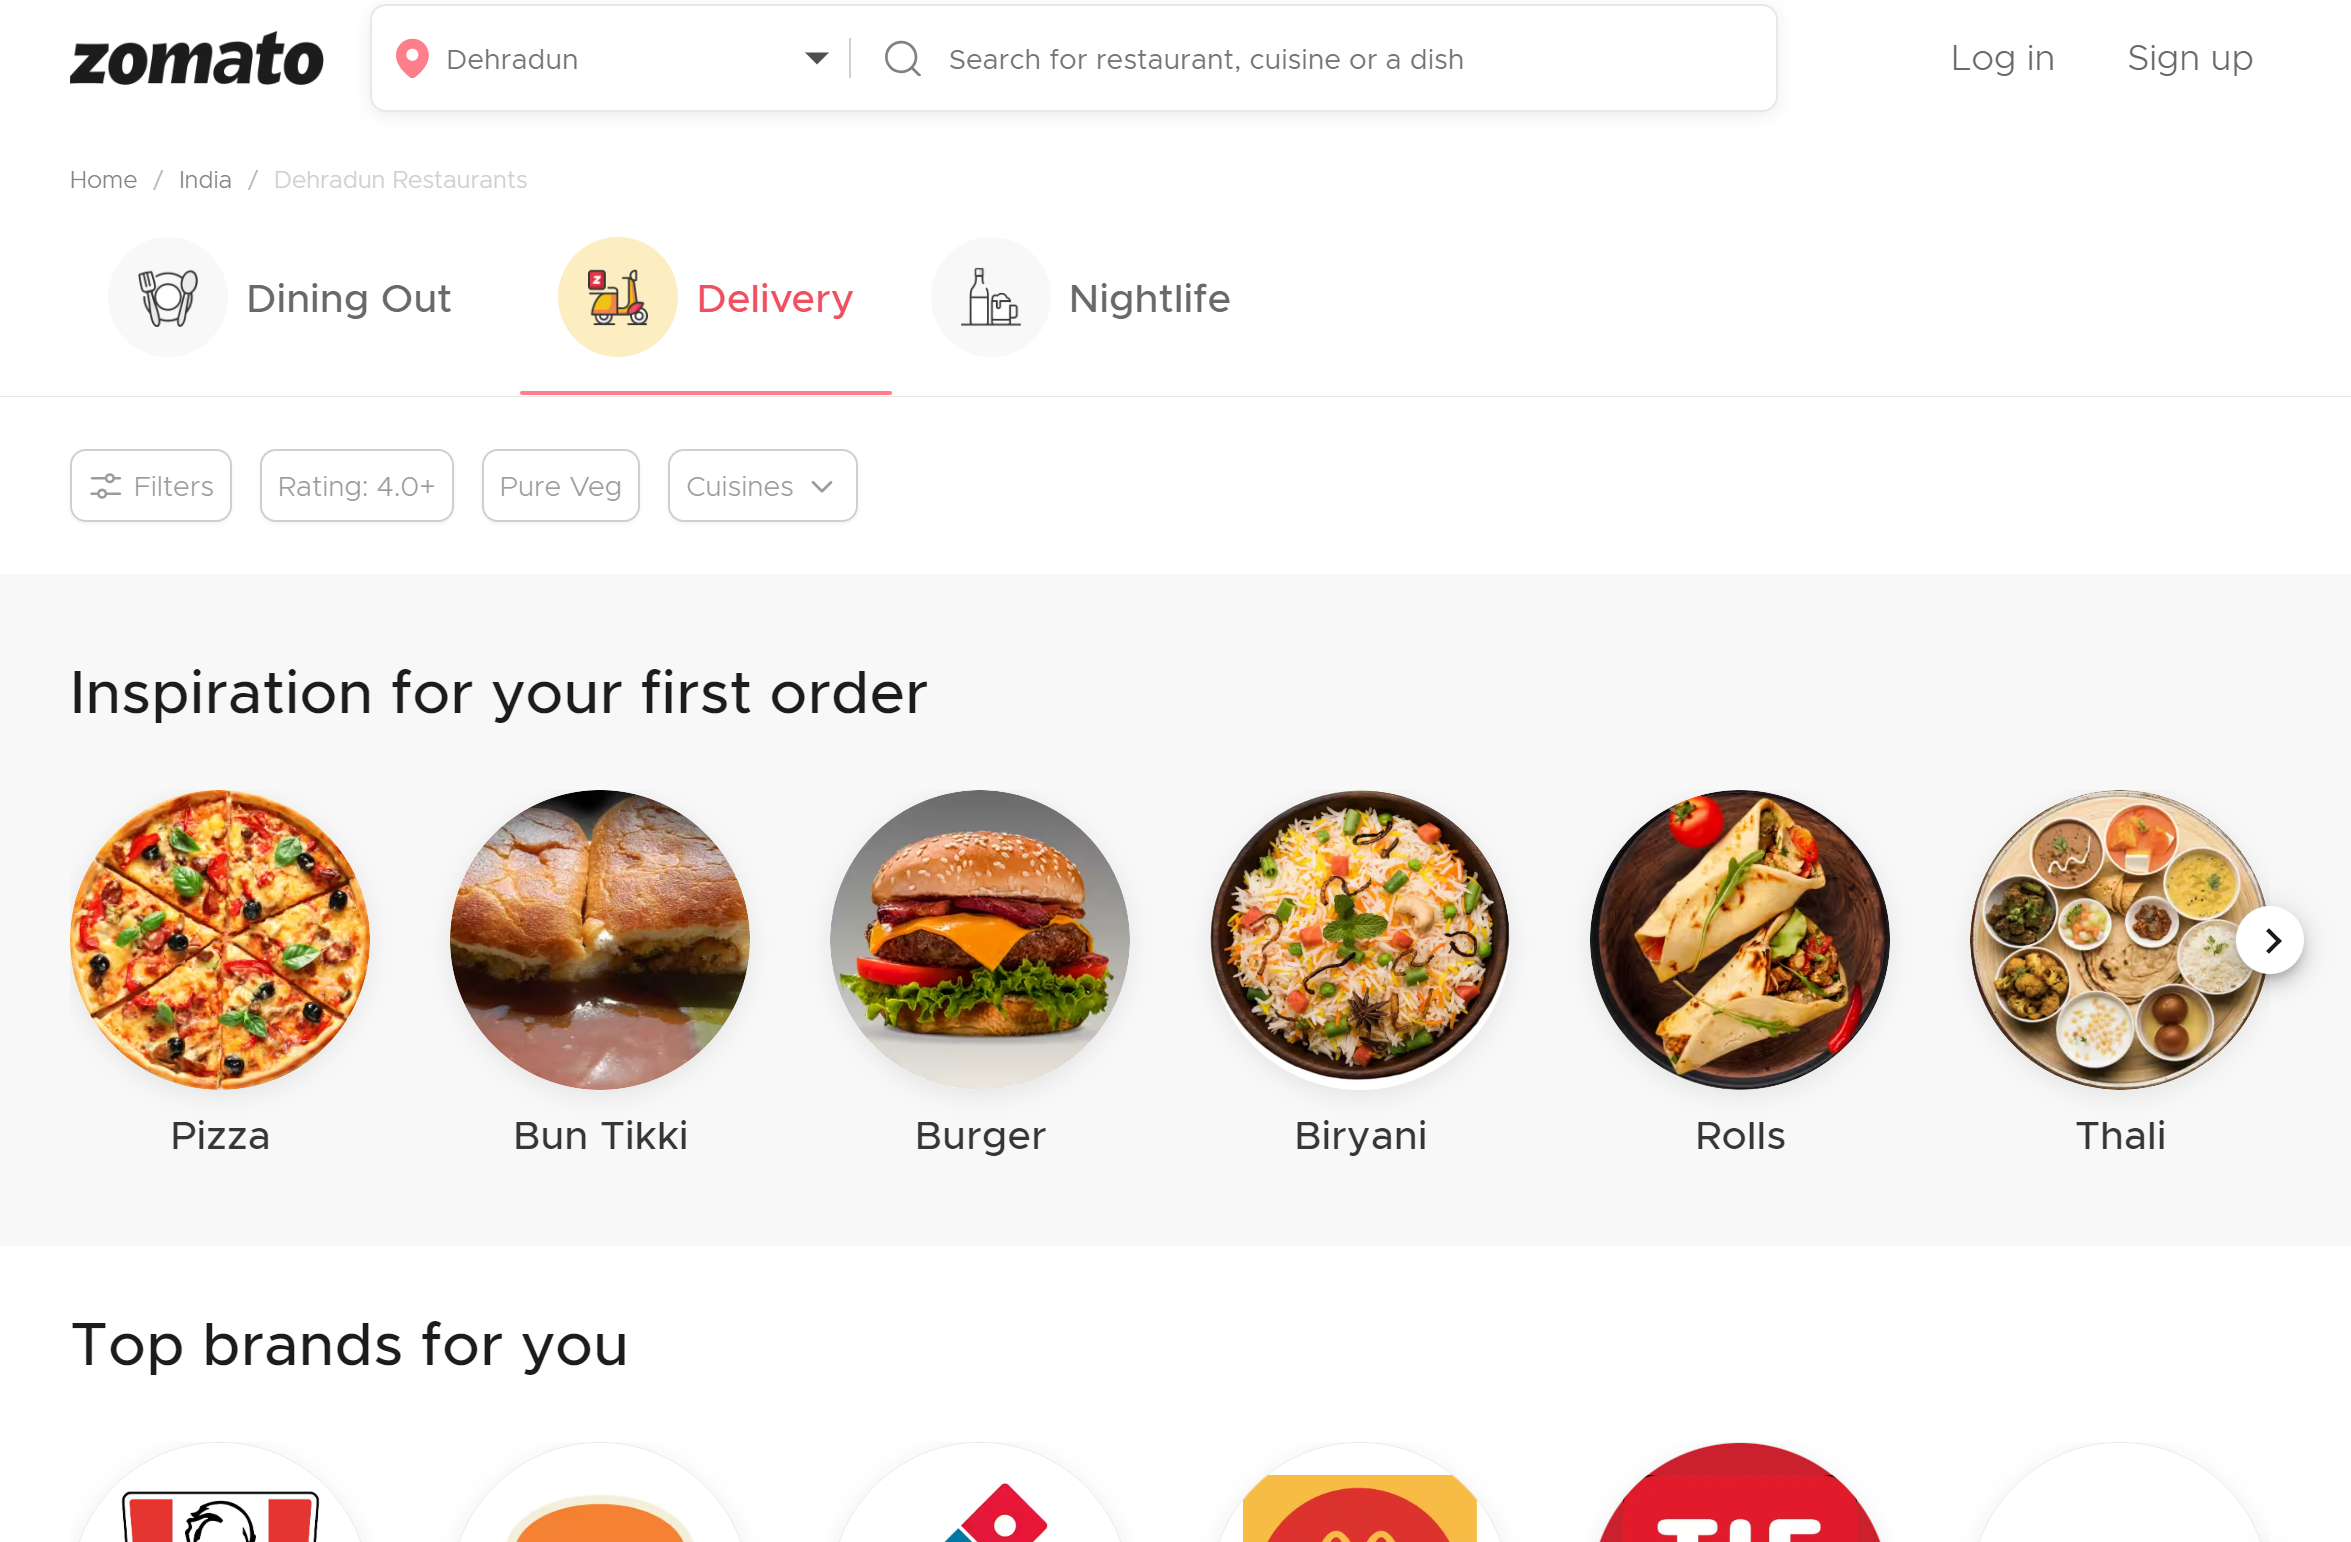 zomato
Dehradun
Search for restaurant, cuisine or a dish
Log in
Sign up
Home / India / Dehradun Restaurants
Dining Out
Delivery
Nightlife
Filters
Rating: 4.0+
Pure Veg
Cuisines
Inspiration for your first order
Pizza
Bun Tikki
Burger
Biryani
Rolls
Thali
Top brands for you